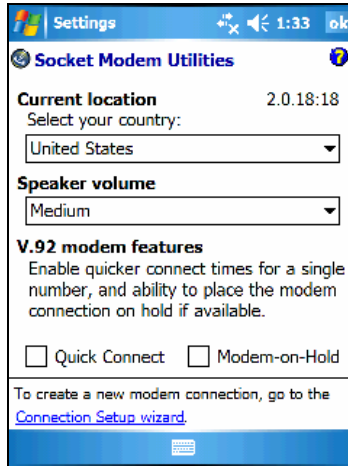 Settings 1:33 ok
Socket Modem Utilities ?
Current location 2.0.18:18
Select your country:
United States
Speaker volume
Medium
V.92 modem features
Enable quicker connect times for a single
number, and ability to place the modem
connection on hold if available.
Quick Connect Modem-on-Hold
To create a new modem connection, go to the
Connection Setup wizard.